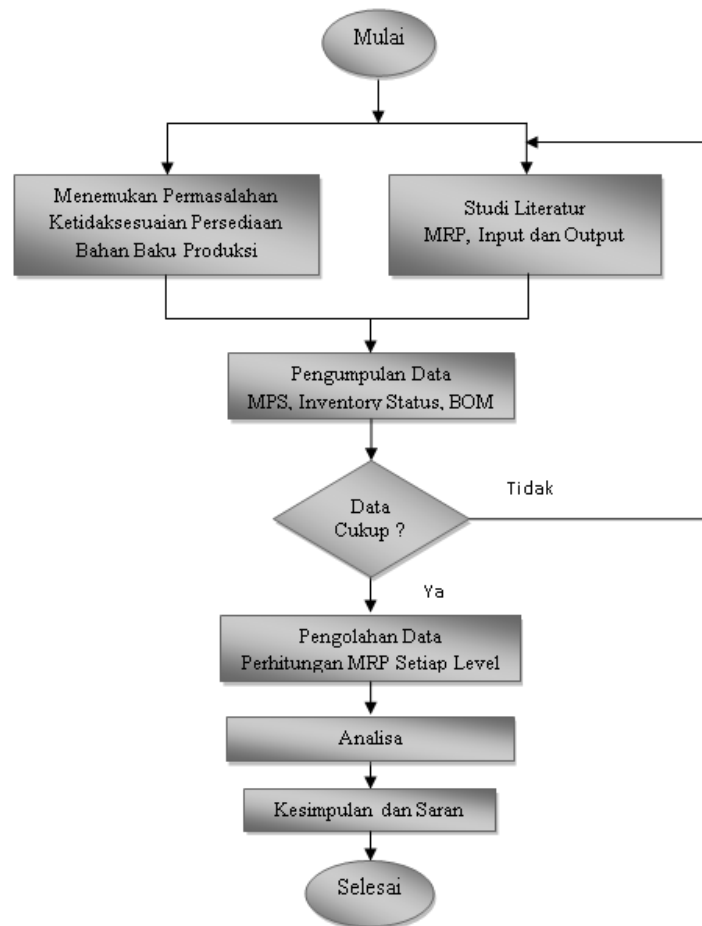 Mulai
Menemukan Permasalahan
Ketidaksesuaian Persediaan
Bahan Baku Produksi
Studi Literatur
MRP, Input dan Output
Pengumpulan Data
MPS, Inventory Status, BOM
Data
Cukup ?
Tidak
Ya
Pengolahan Data
Perhitungan MRP Setiap Level
Analisa
Kesimpulan dan Saran
Selesai